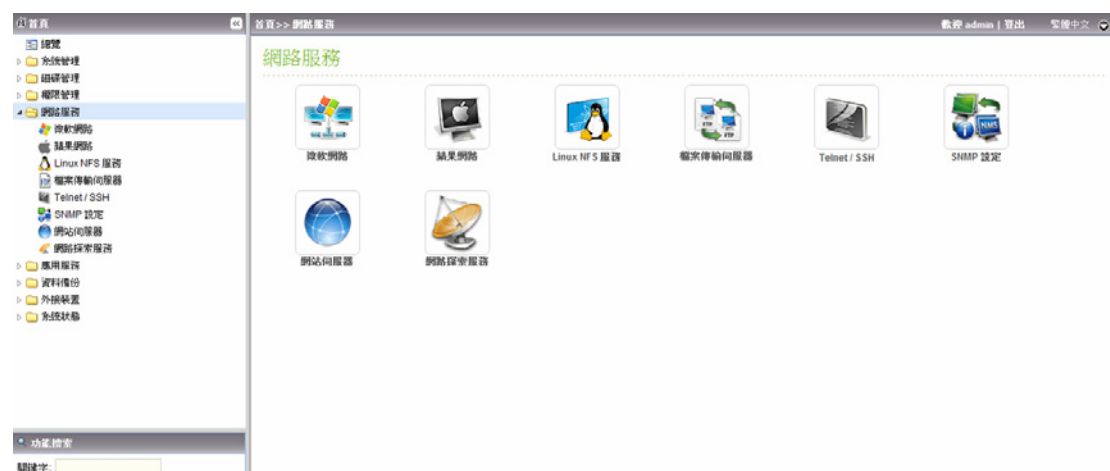 首頁
總覽
系統管理
磁碟管理
權限管理
網路服務
微軟網路
蘋果網路
Linux NFS 服務
檔案傳輸伺服器
Telnet / SSH
SNMP 設定
網站伺服器
網路探索服務
應用服務
資料備份
外接裝置
系統狀態
功能搜索
關鍵字:
首頁>> 網路服務
歡迎 admin | 登出 繁體中文
網路服務
微軟網路 蘋果網路 Linux NFS 服務 檔案傳輸伺服器 Telnet / SSH SNMP 設定
FTP FTP NMS
網站伺服器 網路探索服務